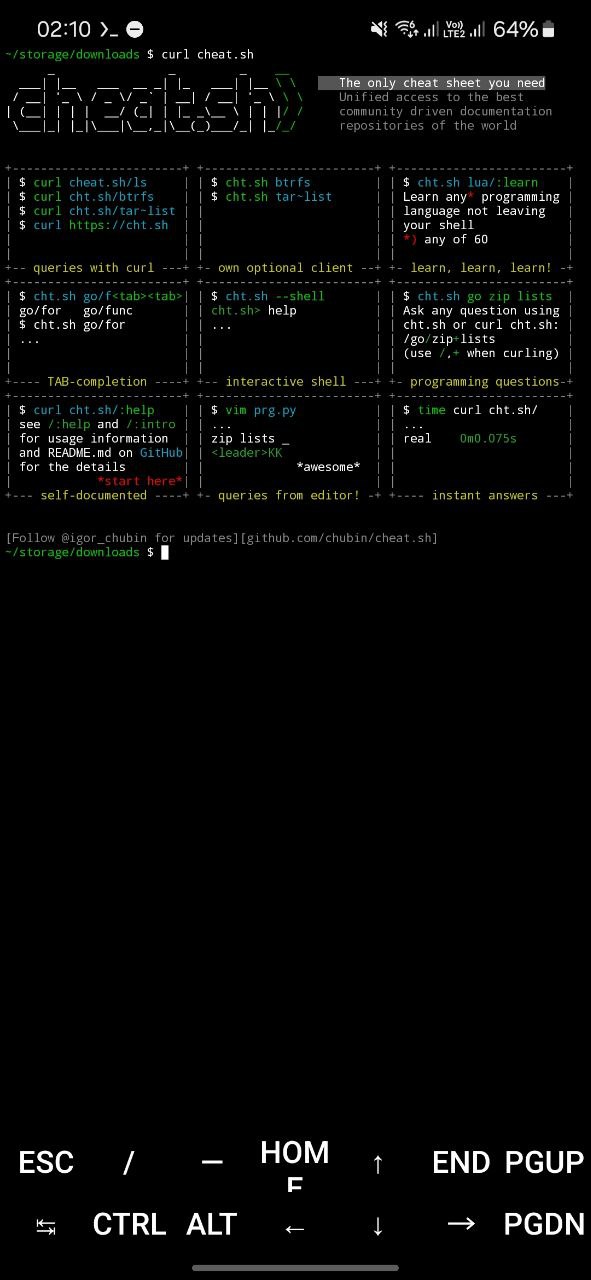 02:10 64%
Vo)) LTE2
~/storage/downloads $ curl cheat.sh
The only cheat sheet you need
Unified access to the best
community driven documentation
repositories of the world
$ curl cheat.sh/ls
$ curl cht.sh/btrfs
$ curl cht.sh/tar~list
$ curl https://cht.sh
queries with curl
$ cht.sh btrfs
$ cht.sh tar~list
own optional client
$ cht.sh lua/:learn
Learn any* programming
language not leaving
your shell
*) any of 60
learn, learn, learn!
$ cht.sh go/f<tab><tab>
go/for go/func
$ cht.sh go/for
...
TAB-completion
$ cht.sh --shell
cht.sh> help
...
interactive shell
$ cht.sh go zip lists
Ask any question using
cht.sh or curl cht.sh:
/go/zip+lists
(use /,+ when curling)
programming questions
$ curl cht.sh/:help
see /:help and /:intro
for usage information
and README.md on GitHub
for the details
*start here*
self-documented
$ vim prg.py
...
zip lists _
<leader>KK
*awesome*
queries from editor!
$ time curl cht.sh/
...
real 0m0.075s
instant answers
[Follow @igor_chubin for updates][github.com/chubin/cheat.sh]
~/storage/downloads $
ESC / — HOME ↑ END PGUP
↹ CTRL ALT ← ↓ → PGDN